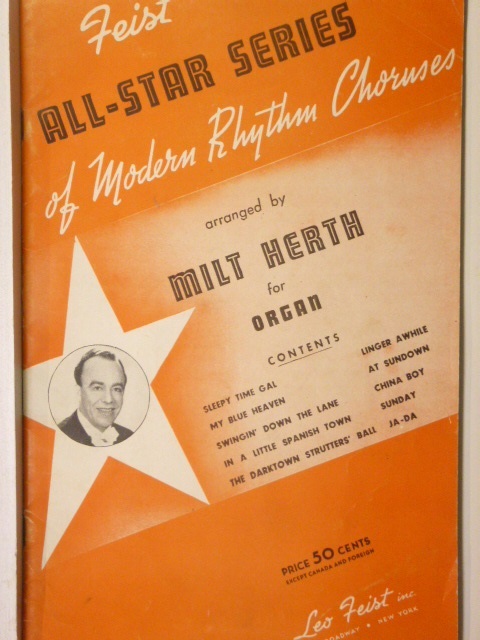 Feist
ALL-STAR SERIES
of Modern Rhythm Choruses
arranged by
MILT HERTH
for
ORGAN
CONTENTS
SLEEPY TIME GAL
MY BLUE HEAVEN
SWINGIN' DOWN THE LANE
IN A LITTLE SPANISH TOWN
THE DARKTOWN STRUTTERS' BALL
LINGER AWHILE
AT SUNDOWN
CHINA BOY
SUNDAY
JA-DA
PRICE 50 CENTS
EXCEPT CANADA AND FOREIGN
Leo Feist inc.
BROADWAY • NEW YORK